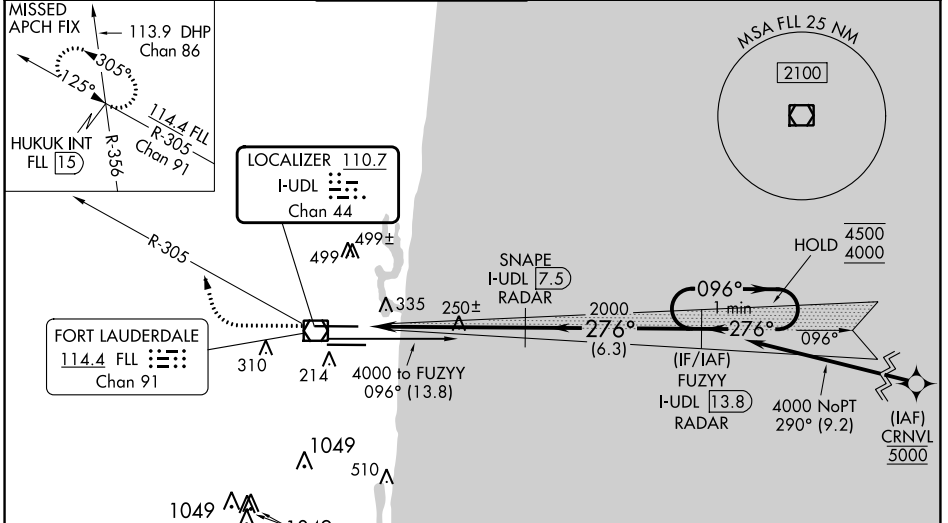 MISSED
APCH FIX
113.9 DHP
Chan 86
305°
125°
114.4 FLL
R-305
Chan 91
HUKUK INT
FLL 15
R-356
LOCALIZER 110.7
I-UDL
Chan 44
MSA FLL 25 NM
2100
R-305
499
499±
335
250±
SNAPE
I-UDL 7.5
RADAR
HOLD
4500
4000
096°
1 min
2000
276°
276°
(6.3)
096°
FORT LAUDERDALE
114.4 FLL
Chan 91
310
214
4000 to FUZYY
096° (13.8)
(IF/IAF)
FUZYY
I-UDL 13.8
RADAR
4000 NoPT
290° (9.2)
(IAF)
CRNVL
5000
1049
510
1049